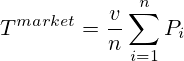 T^{market} = \frac{v}{n} \sum_{i=1}^{n} P_i